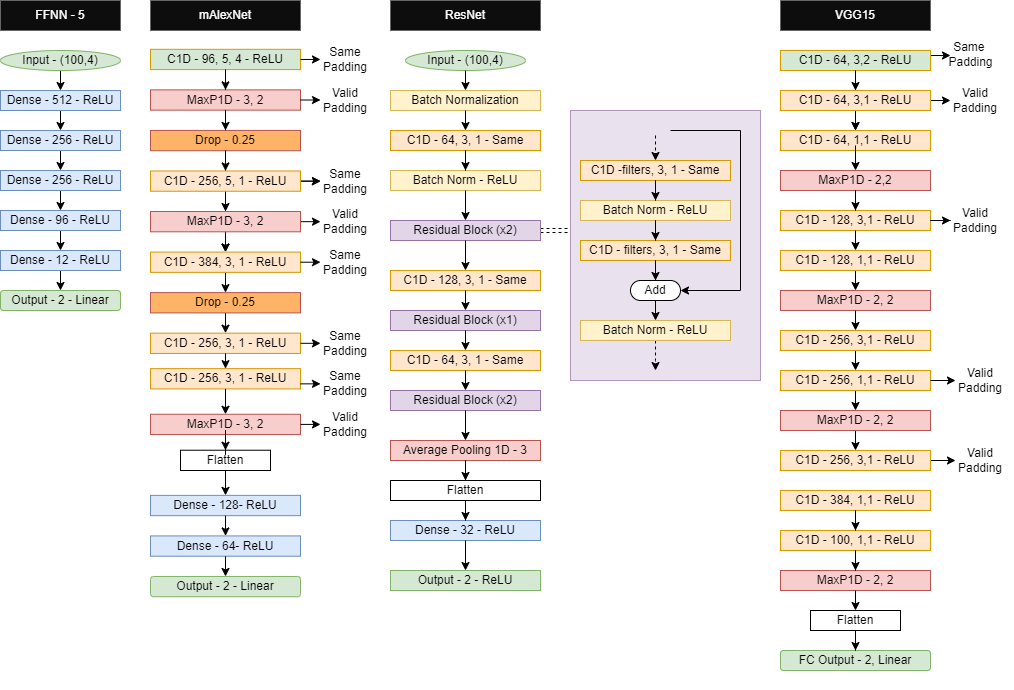 FFNN - 5
Input - (100,4)
Dense - 512 - ReLU
Dense - 256 - ReLU
Dense - 256 - ReLU
Dense - 96 - ReLU
Dense - 12 - ReLU
Output - 2 - Linear
mAlexNet
C1D - 96, 5, 4 - ReLU
Same
Padding
MaxP1D - 3, 2
Valid
Padding
Drop - 0.25
C1D - 256, 5, 1 - ReLU
Same
Padding
MaxP1D - 3, 2
Valid
Padding
C1D - 384, 3, 1 - ReLU
Same
Padding
Drop - 0.25
C1D - 256, 3, 1 - ReLU
Same
Padding
C1D - 256, 3, 1 - ReLU
Same
Padding
MaxP1D - 3, 2
Valid
Padding
Flatten
Dense - 128- ReLU
Dense - 64- ReLU
Output - 2 - Linear
ResNet
Input - (100,4)
Batch Normalization
C1D - 64, 3, 1 - Same
Batch Norm - ReLU
Residual Block (x2)
C1D - 128, 3, 1 - Same
Residual Block (x1)
C1D - 64, 3, 1 - Same
Residual Block (x2)
Average Pooling 1D - 3
Flatten
Dense - 32 - ReLU
Output - 2 - ReLU
C1D -filters, 3, 1 - Same
Batch Norm - ReLU
C1D - filters, 3, 1 - Same
Add
Batch Norm - ReLU
VGG15
C1D - 64, 3,2 - ReLU
Same
Padding
C1D - 64, 3,1 - ReLU
Valid
Padding
C1D - 64, 1,1 - ReLU
MaxP1D - 2,2
C1D - 128, 3,1 - ReLU
Valid
Padding
C1D - 128, 1,1 - ReLU
MaxP1D - 2, 2
C1D - 256, 3,1 - ReLU
C1D - 256, 1,1 - ReLU
Valid
Padding
MaxP1D - 2, 2
C1D - 256, 3,1 - ReLU
Valid
Padding
C1D - 384, 1,1 - ReLU
C1D - 100, 1,1 - ReLU
MaxP1D - 2, 2
Flatten
FC Output - 2, Linear